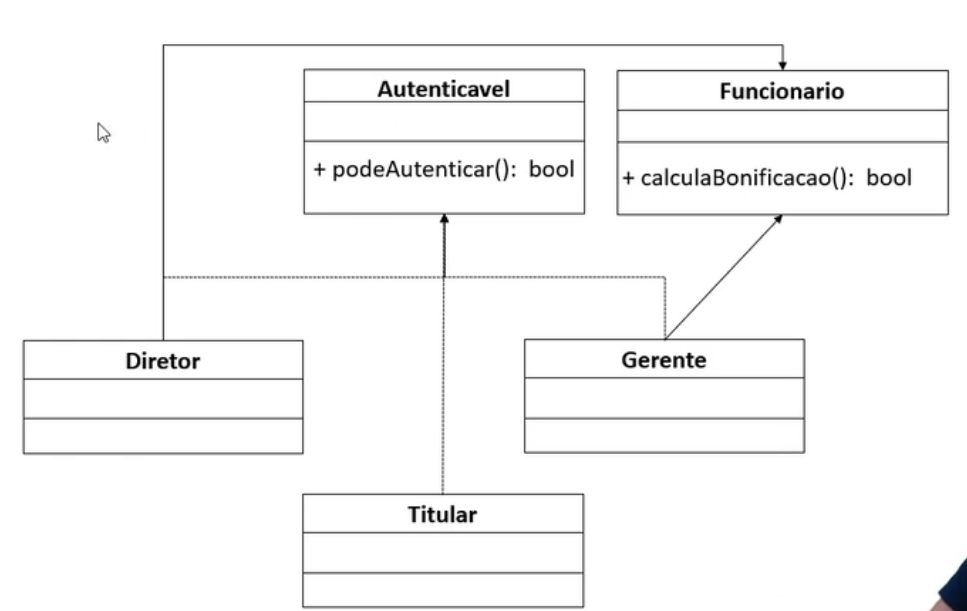 Autenticavel
+ podeAutenticar(): bool
Funcionario
+ calculaBonificacao(): bool
Diretor
Gerente
Titular